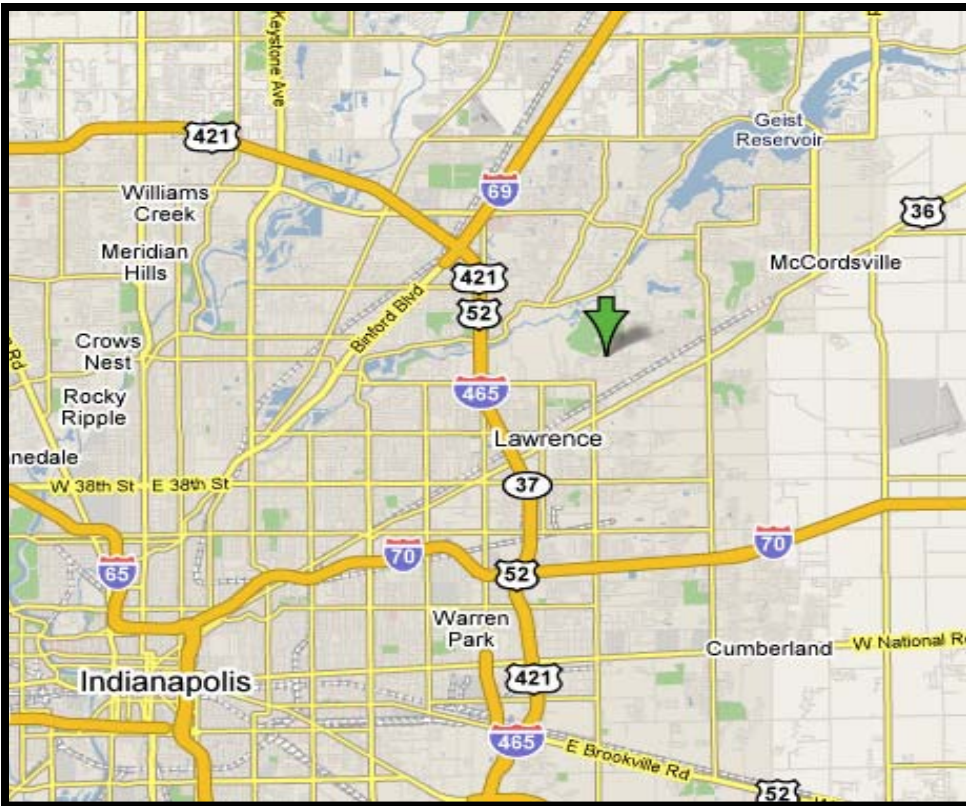 Keystone Ave
421
Geist
Reservoir
Williams
Creek
69
36
Meridian
Hills
421
McCordsville
52
Binford Blvd
Crows
Nest
Rd
465
Rocky
Ripple
Lawrence
nedale
W 38th St
E 38th St
37
70
70
65
52
Warren
Park
Cumberland
W National R
Indianapolis
421
465
E Brookville Rd
52